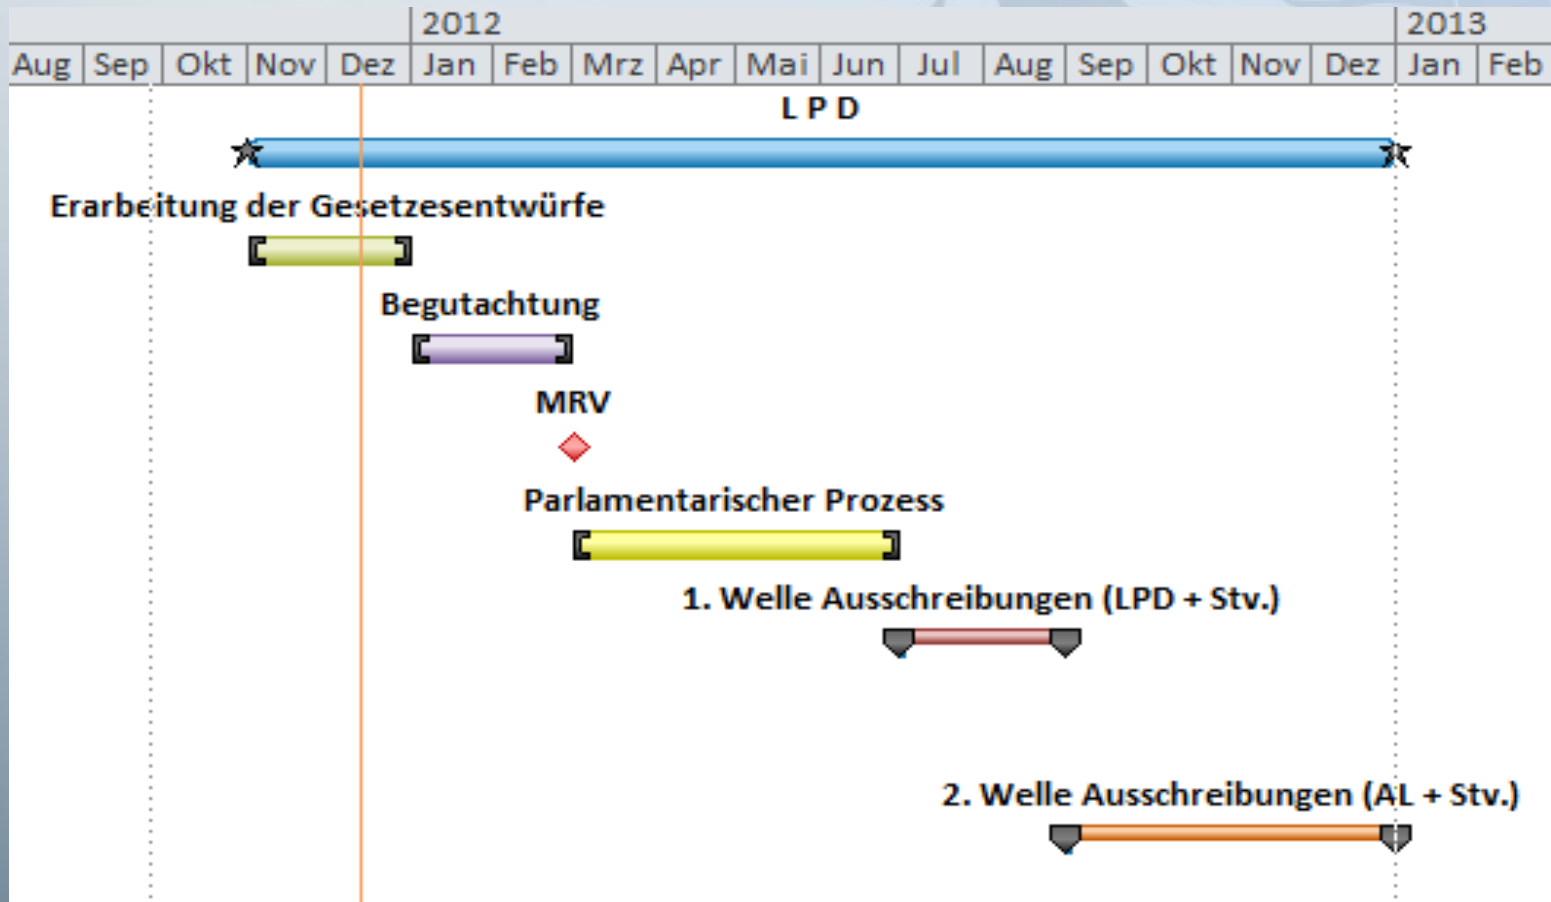 2012 2013
Aug Sep Okt Nov Dez Jan Feb Mrz Apr Mai Jun Jul Aug Sep Okt Nov Dez Jan Feb
L P D
Erarbeitung der Gesetzesentwürfe
Begutachtung
MRV
Parlamentarischer Prozess
1. Welle Ausschreibungen (LPD + Stv.)
2. Welle Ausschreibungen (AL + Stv.)